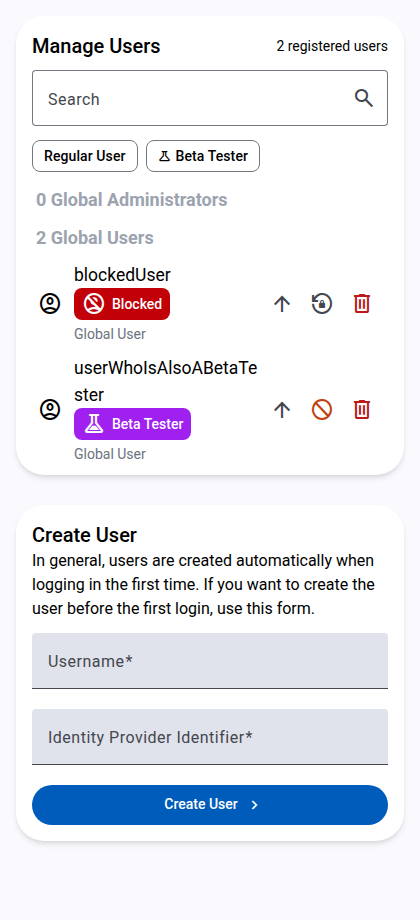 Manage Users
2 registered users
Search
Regular User
Beta Tester
0 Global Administrators
2 Global Users
blockedUser
Blocked
Global User
userWhoIsAlsoABetaTe
ster
Beta Tester
Global User
Create User
In general, users are created automatically when
logging in the first time. If you want to create the
user before the first login, use this form.
Username*
Identity Provider Identifier*
Create User